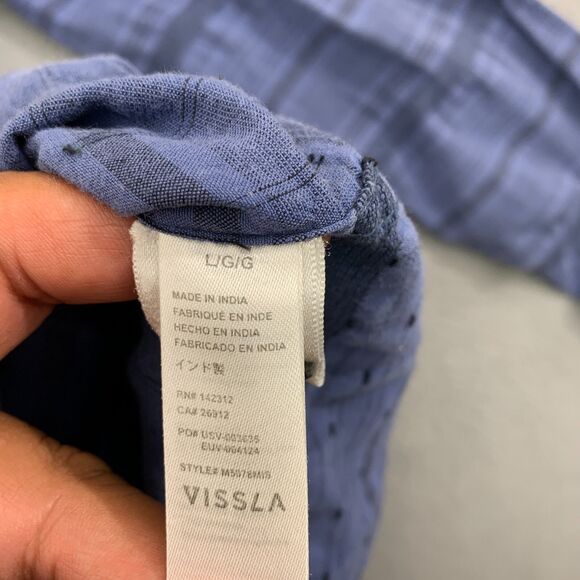 L/G/G
MADE IN INDIA
FABRIQUÉ EN INDE
HECHO EN INDIA
FABRICADO EN INDIA
インド製
RN# 142312
CA# 26912
PO# USV-003635
EUV-004124
STYLE# M5078MIS
VISSLA